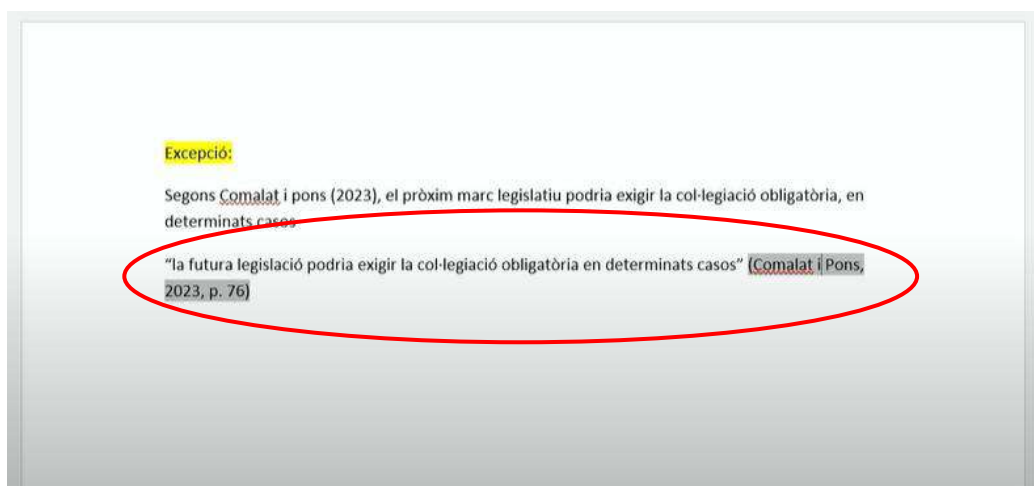 Excepció:
Segons Comalat i pons (2023), el pròxim marc legislatiu podria exigir la col·legiació obligatòria, en
determinats casos
“la futura legislació podria exigir la col·legiació obligatòria en determinats casos” (Comalat i Pons,
2023, p. 76)